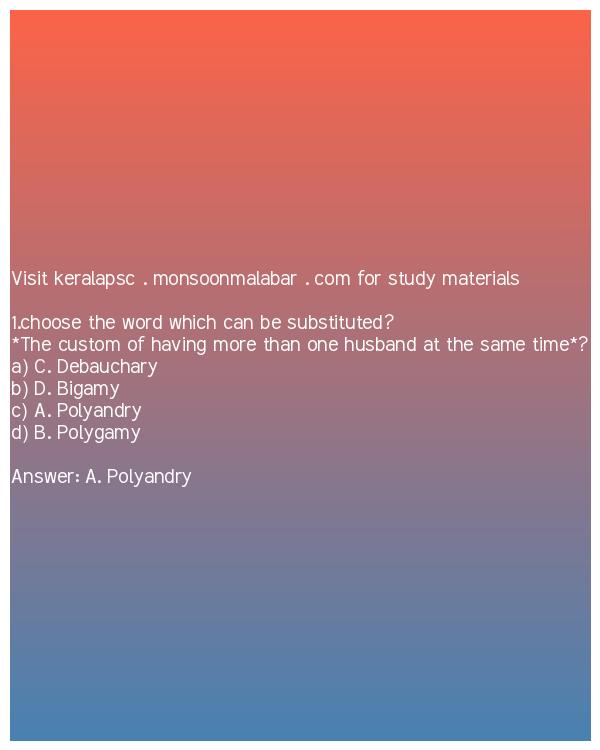 Visit keralapsc . monsoonmalabar . com for study materials
1.choose the word which can be substituted?
*The custom of having more than one husband at the same time*?
a) C. Debauchary
b) D. Bigamy
c) A. Polyandry
d) B. Polygamy
Answer: A. Polyandry